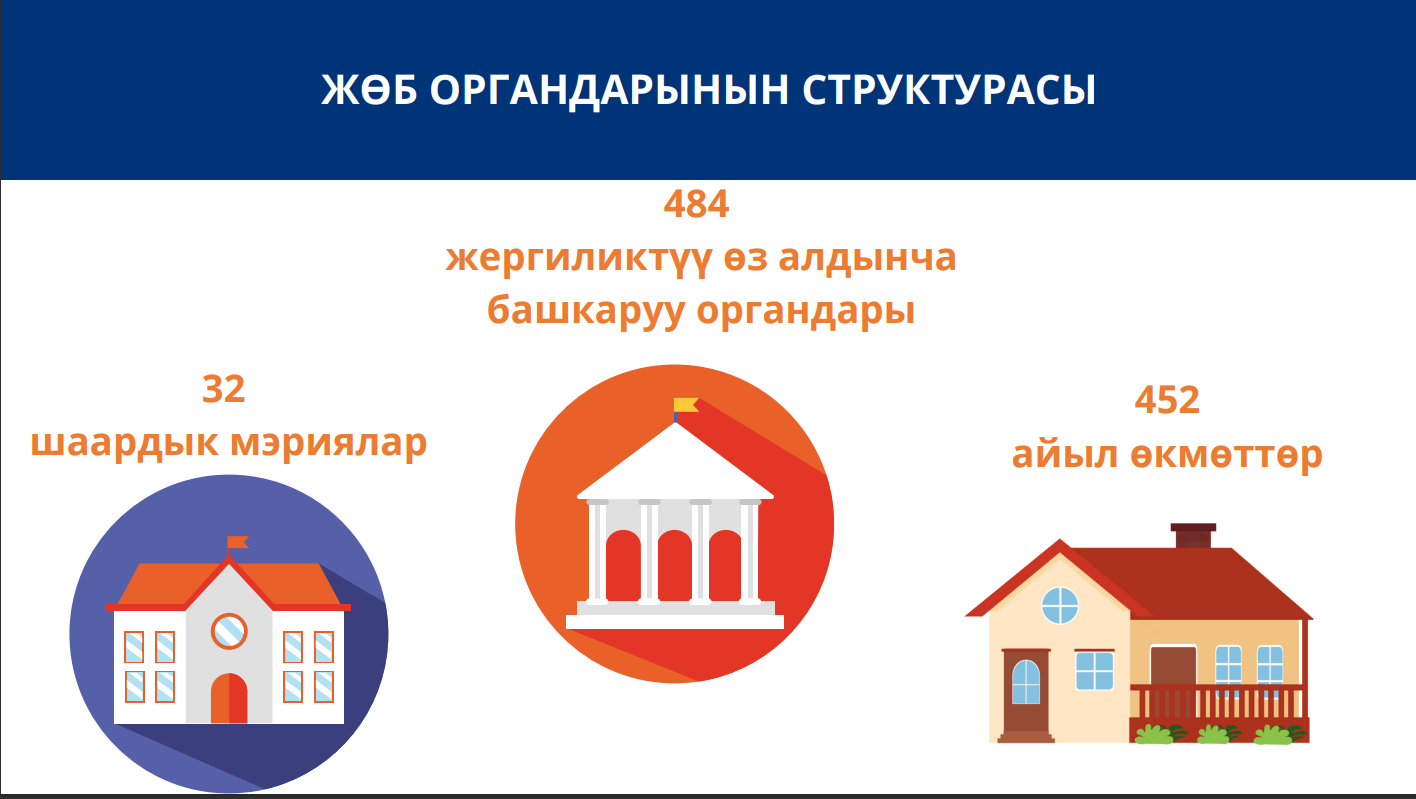 ЖӨБ ОРГАНДАРЫНЫН СТРУКТУРАСЫ
484
жергиликтүү өз алдынча
башкаруу органдары
32
шаардык мэриялар
452
айыл өкмөттөр